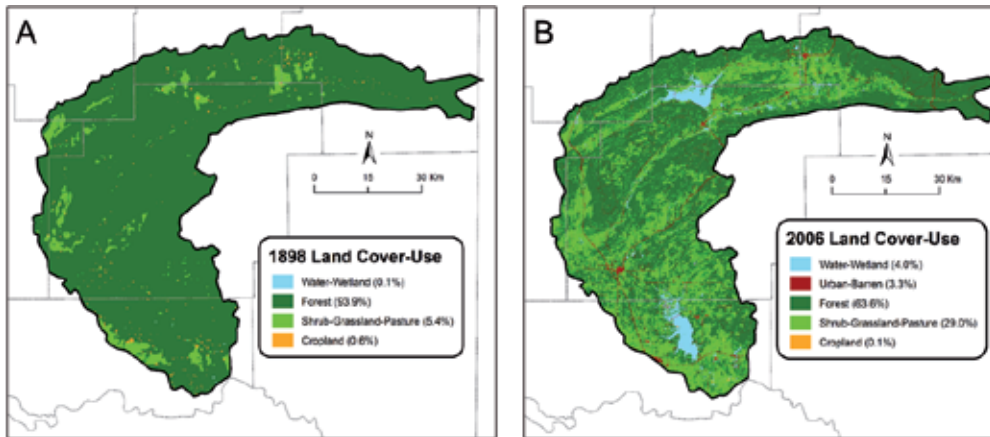 A
N
0 15 30 Km
1898 Land Cover-Use
Water-Wetland (0.1%)
Forest (93.9%)
Shrub-Grassland-Pasture (5.4%)
Cropland (0.6%)
B
N
0 15 30 Km
2006 Land Cover-Use
Water-Wetland (4.0%)
Urban-Barren (3.3%)
Forest (63.6%)
Shrub-Grassland-Pasture (29.0%)
Cropland (0.1%)